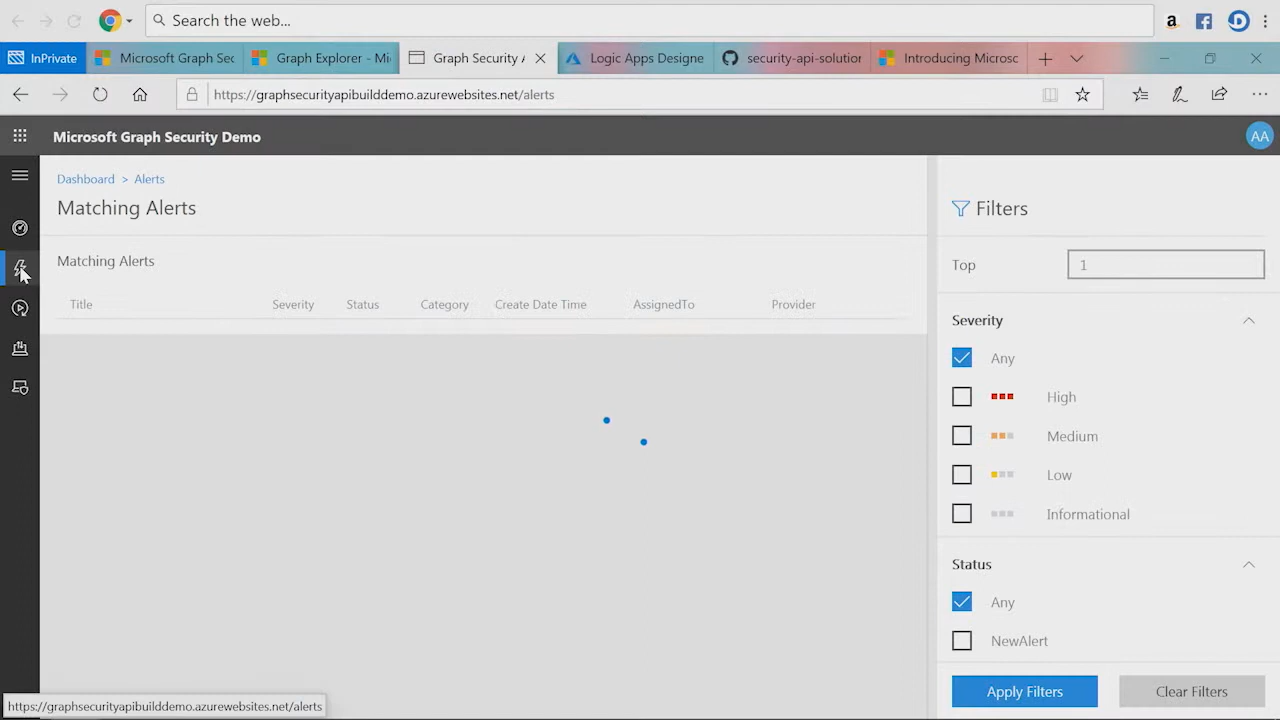 Search the web...
InPrivate
Microsoft Graph Sec
Graph Explorer - Mi
Graph Security A
Logic Apps Designe
security-api-solution
Introducing Microsc
https://graphsecurityapibuilddemo.azurewebsites.net/alerts
Microsoft Graph Security Demo
AA
Dashboard > Alerts
Matching Alerts
Matching Alerts
Title Severity Status Category Create Date Time AssignedTo Provider
Filters
Top 1
Severity
Any
High
Medium
Low
Informational
Status
Any
NewAlert
Apply Filters Clear Filters
https://graphsecurityapibuilddemo.azurewebsites.net/alerts